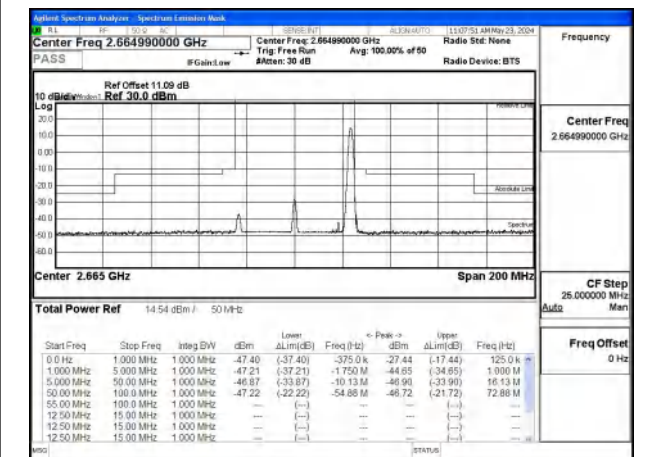 Agilent Spectrum Analyzer - Spectrum Emission Mask
RL RF 50 Ω AC SENSE:INT ALIGN AUTO 11:07:51 AM May 23, 2024
Center Freq 2.664990000 GHz
Center Freq: 2.664990000 GHz
Radio Std: None
Trig: Free Run Avg: 100.00% of 50
PASS
IFGain:Low
#Atten: 30 dB
Radio Device: BTS
Frequency
Ref Offset 11.09 dB
10 dB/div Ref 30.0 dBm
Log
Relative Limit
20.0
10.0
0.00
-10.0
-20.0
Absolute Limit
-30.0
-40.0
Spectrum
-50.0
-60.0
Center 2.665 GHz
Span 200 MHz
Center Freq
2.664990000 GHz
CF Step
25.000000 MHz
Auto Man
Freq Offset
0 Hz
Total Power Ref 14.54 dBm / 50 MHz
Lower <- Peak -> Upper
Start Freq Stop Freq Integ BW dBm ΔLim(dB) Freq (Hz) dBm ΔLim(dB) Freq (Hz)
0.0 Hz 1.000 MHz 1.000 MHz -47.40 (-37.40) -375.0 k -27.44 (-17.44) 125.0 k
1.000 MHz 5.000 MHz 1.000 MHz -47.21 (-37.21) -1.750 M -44.65 (-34.65) 1.000 M
5.000 MHz 50.00 MHz 1.000 MHz -46.87 (-33.87) -10.13 M -46.90 (-33.90) 16.13 M
50.00 MHz 100.0 MHz 1.000 MHz -47.22 (-22.22) -54.88 M -46.72 (-21.72) 72.88 M
55.00 MHz 100.0 MHz 1.000 MHz --- (---) --- --- (---) ---
12.50 MHz 15.00 MHz 1.000 MHz --- (---) --- --- (---) ---
12.50 MHz 15.00 MHz 1.000 MHz --- (---) --- --- (---) ---
12.50 MHz 15.00 MHz 1.000 MHz --- (---) --- --- (---) ---
MSG
STATUS